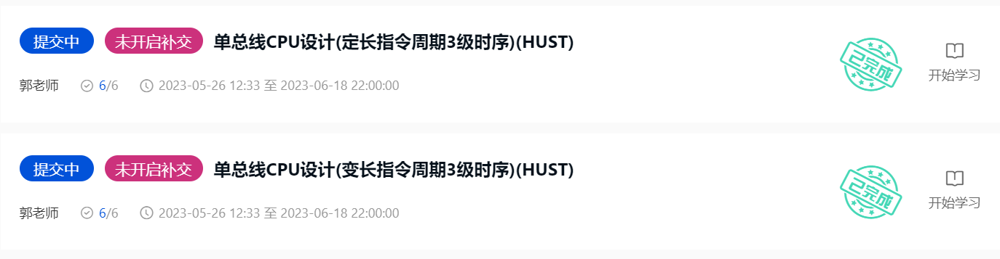 提交中 未开启补交 单总线CPU设计(定长指令周期3级时序)(HUST)
已完成
开始学习
郭老师 6/6 2023-05-26 12:33 至 2023-06-18 22:00:00
提交中 未开启补交 单总线CPU设计(变长指令周期3级时序)(HUST)
已完成
开始学习
郭老师 6/6 2023-05-26 12:33 至 2023-06-18 22:00:00